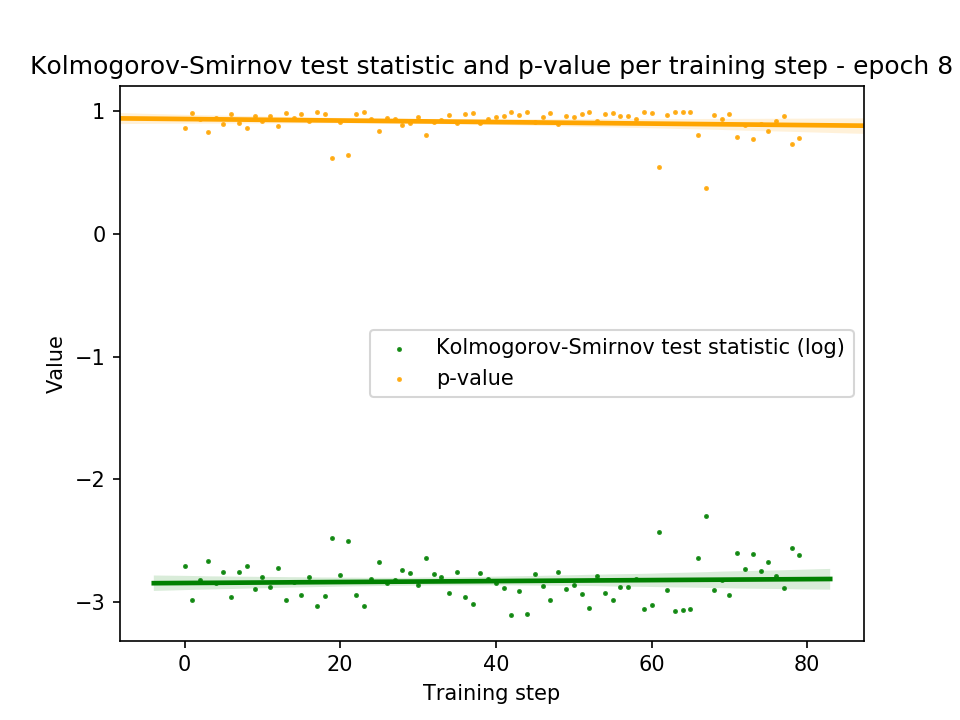 Kolmogorov-Smirnov test statistic and p-value per training step - epoch 8
1
0
−1
−2
−3
Value
Kolmogorov-Smirnov test statistic (log)
p-value
0 20 40 60 80
Training step